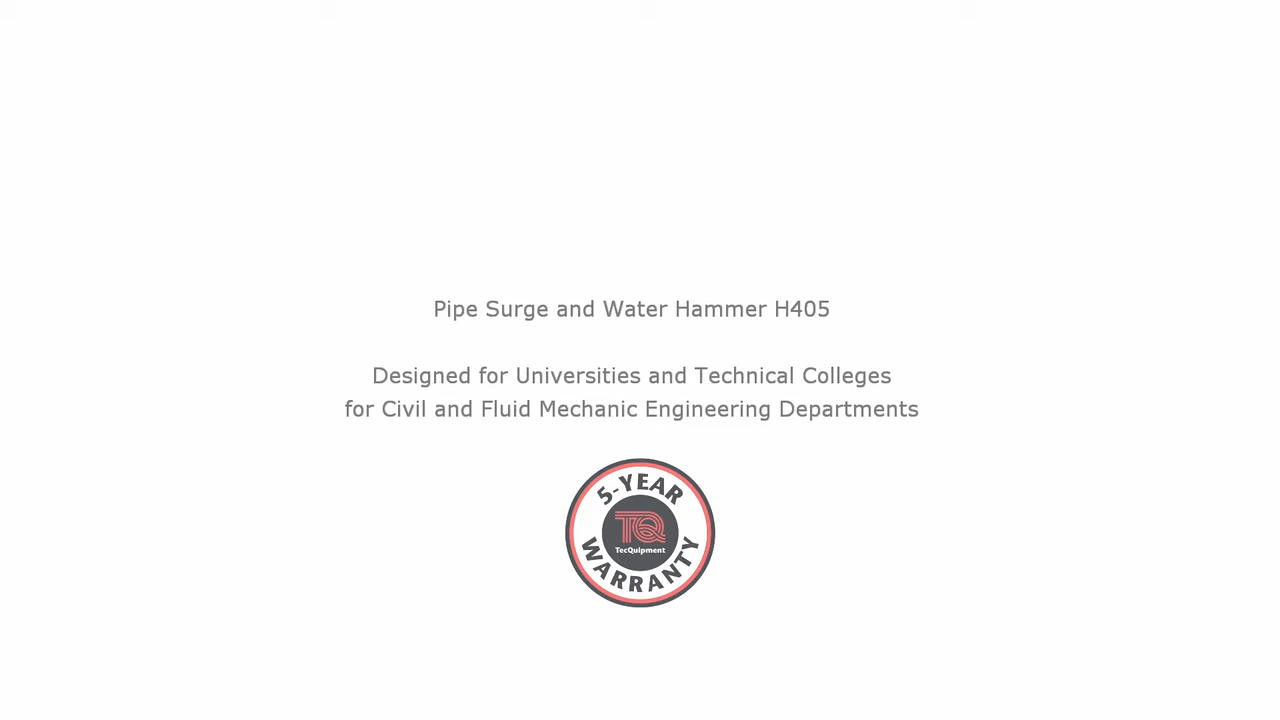 Pipe Surge and Water Hammer H405
Designed for Universities and Technical Colleges
for Civil and Fluid Mechanic Engineering Departments
5-YEAR
TQ
TecQuipment
WARRANTY